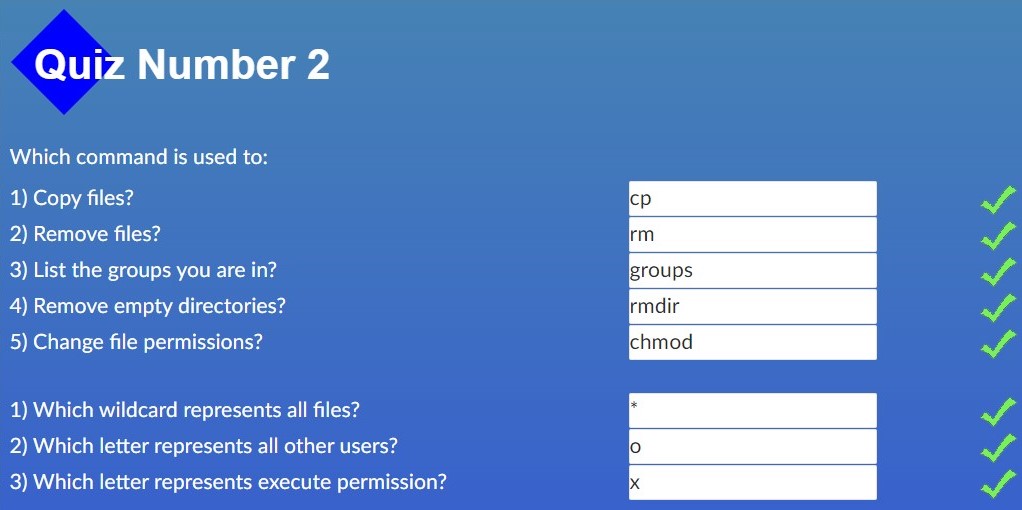 Quiz Number 2
Which command is used to:
1) Copy files? cp
2) Remove files? rm
3) List the groups you are in? groups
4) Remove empty directories? rmdir
5) Change file permissions? chmod
1) Which wildcard represents all files? *
2) Which letter represents all other users? o
3) Which letter represents execute permission? x